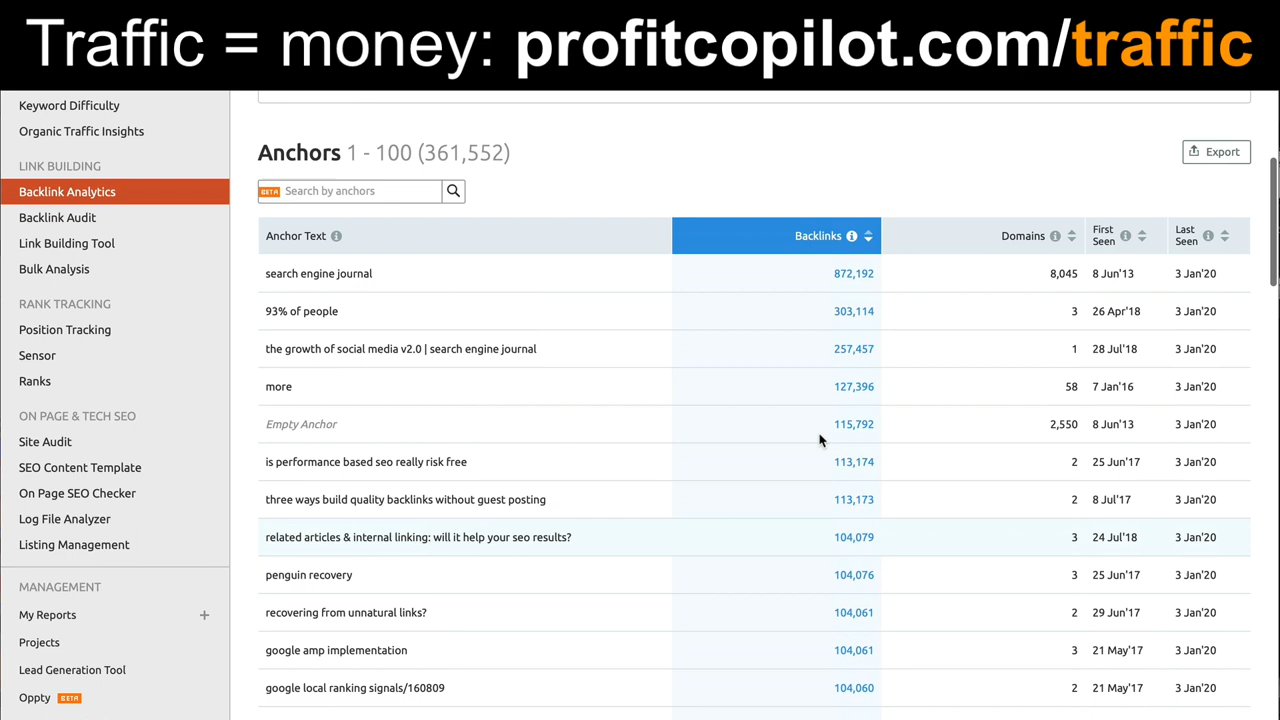 Traffic = money: profitcopilot.com/traffic
Keyword Difficulty
Organic Traffic Insights
LINK BUILDING
Backlink Analytics
Backlink Audit
Link Building Tool
Bulk Analysis
RANK TRACKING
Position Tracking
Sensor
Ranks
ON PAGE & TECH SEO
Site Audit
SEO Content Template
On Page SEO Checker
Log File Analyzer
Listing Management
MANAGEMENT
My Reports +
Projects
Lead Generation Tool
Oppty BETA
Anchors 1 - 100 (361,552)
Export
BETA Search by anchors
Anchor Text i Backlinks i Domains i First Seen i Last Seen i
search engine journal 872,192 8,045 8 Jun'13 3 Jan'20
93% of people 303,114 3 26 Apr'18 3 Jan'20
the growth of social media v2.0 | search engine journal 257,457 1 28 Jul'18 3 Jan'20
more 127,396 58 7 Jan'16 3 Jan'20
Empty Anchor 115,792 2,550 8 Jun'13 3 Jan'20
is performance based seo really risk free 113,174 2 25 Jun'17 3 Jan'20
three ways build quality backlinks without guest posting 113,173 2 8 Jul'17 3 Jan'20
related articles & internal linking: will it help your seo results? 104,079 3 24 Jul'18 3 Jan'20
penguin recovery 104,076 3 25 Jun'17 3 Jan'20
recovering from unnatural links? 104,061 2 29 Jun'17 3 Jan'20
google amp implementation 104,061 3 21 May'17 3 Jan'20
google local ranking signals/160809 104,060 2 21 May'17 3 Jan'20